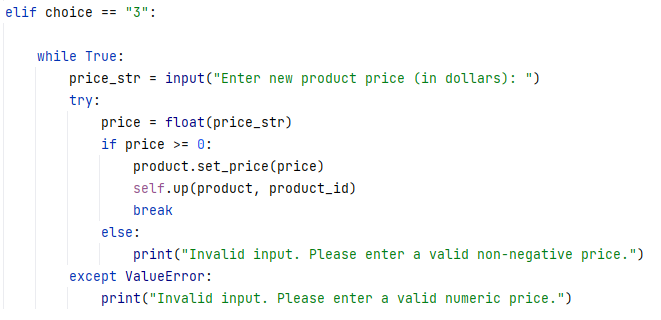 elif choice == "3":
while True:
price_str = input("Enter new product price (in dollars): ")
try:
price = float(price_str)
if price >= 0:
product.set_price(price)
self.up(product, product_id)
break
else:
print("Invalid input. Please enter a valid non-negative price.")
except ValueError:
print("Invalid input. Please enter a valid numeric price.")